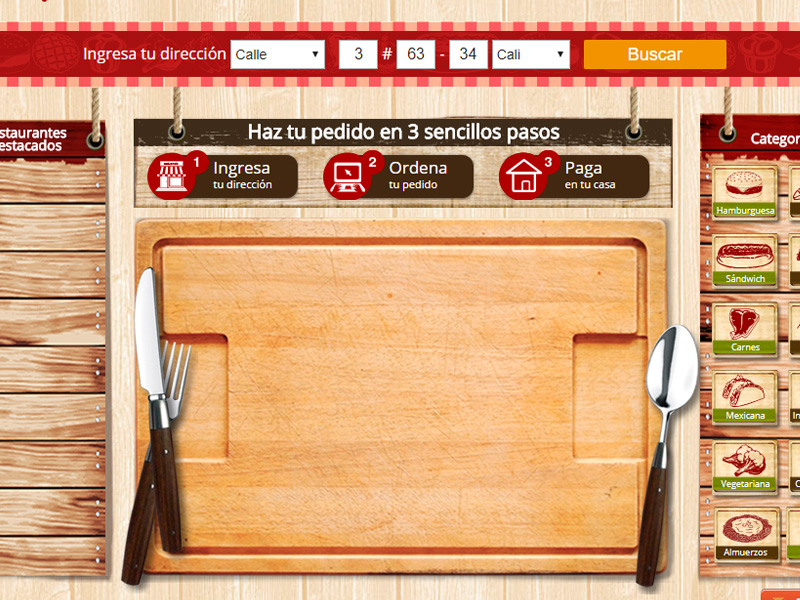 Ingresa tu dirección Calle 3 # 63 - 34 Cali Buscar
staurantes
estacados
Haz tu pedido en 3 sencillos pasos
1 Ingresa
tu dirección
2 Ordena
tu pedido
3 Paga
en tu casa
Categor
Hamburguesa
Sándwich
Carnes
Mexicana
In
Vegetariana
C
Almuerzos